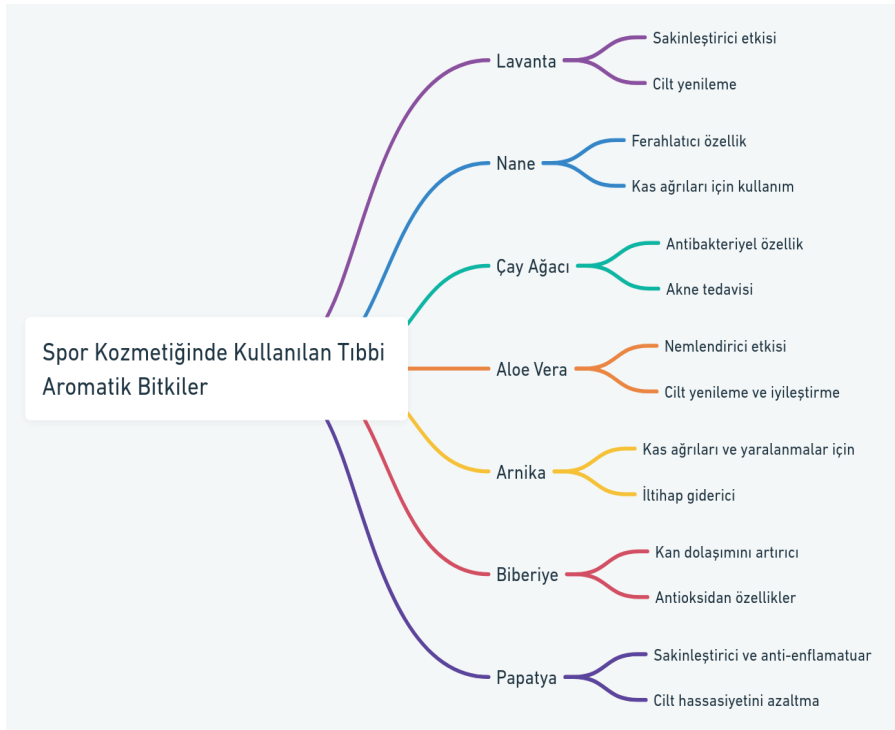 Spor Kozmetiğinde Kullanılan Tıbbi
Aromatik Bitkiler
Lavanta
Sakinleştirici etkisi
Cilt yenileme
Nane
Ferahlatıcı özellik
Kas ağrıları için kullanım
Çay Ağacı
Antibakteriyel özellik
Akne tedavisi
Aloe Vera
Nemlendirici etkisi
Cilt yenileme ve iyileştirme
Arnika
Kas ağrıları ve yaralanmalar için
İltihap giderici
Biberiye
Kan dolaşımını artırıcı
Antioksidan özellikler
Papatya
Sakinleştirici ve anti-enflamatuar
Cilt hassasiyetini azaltma